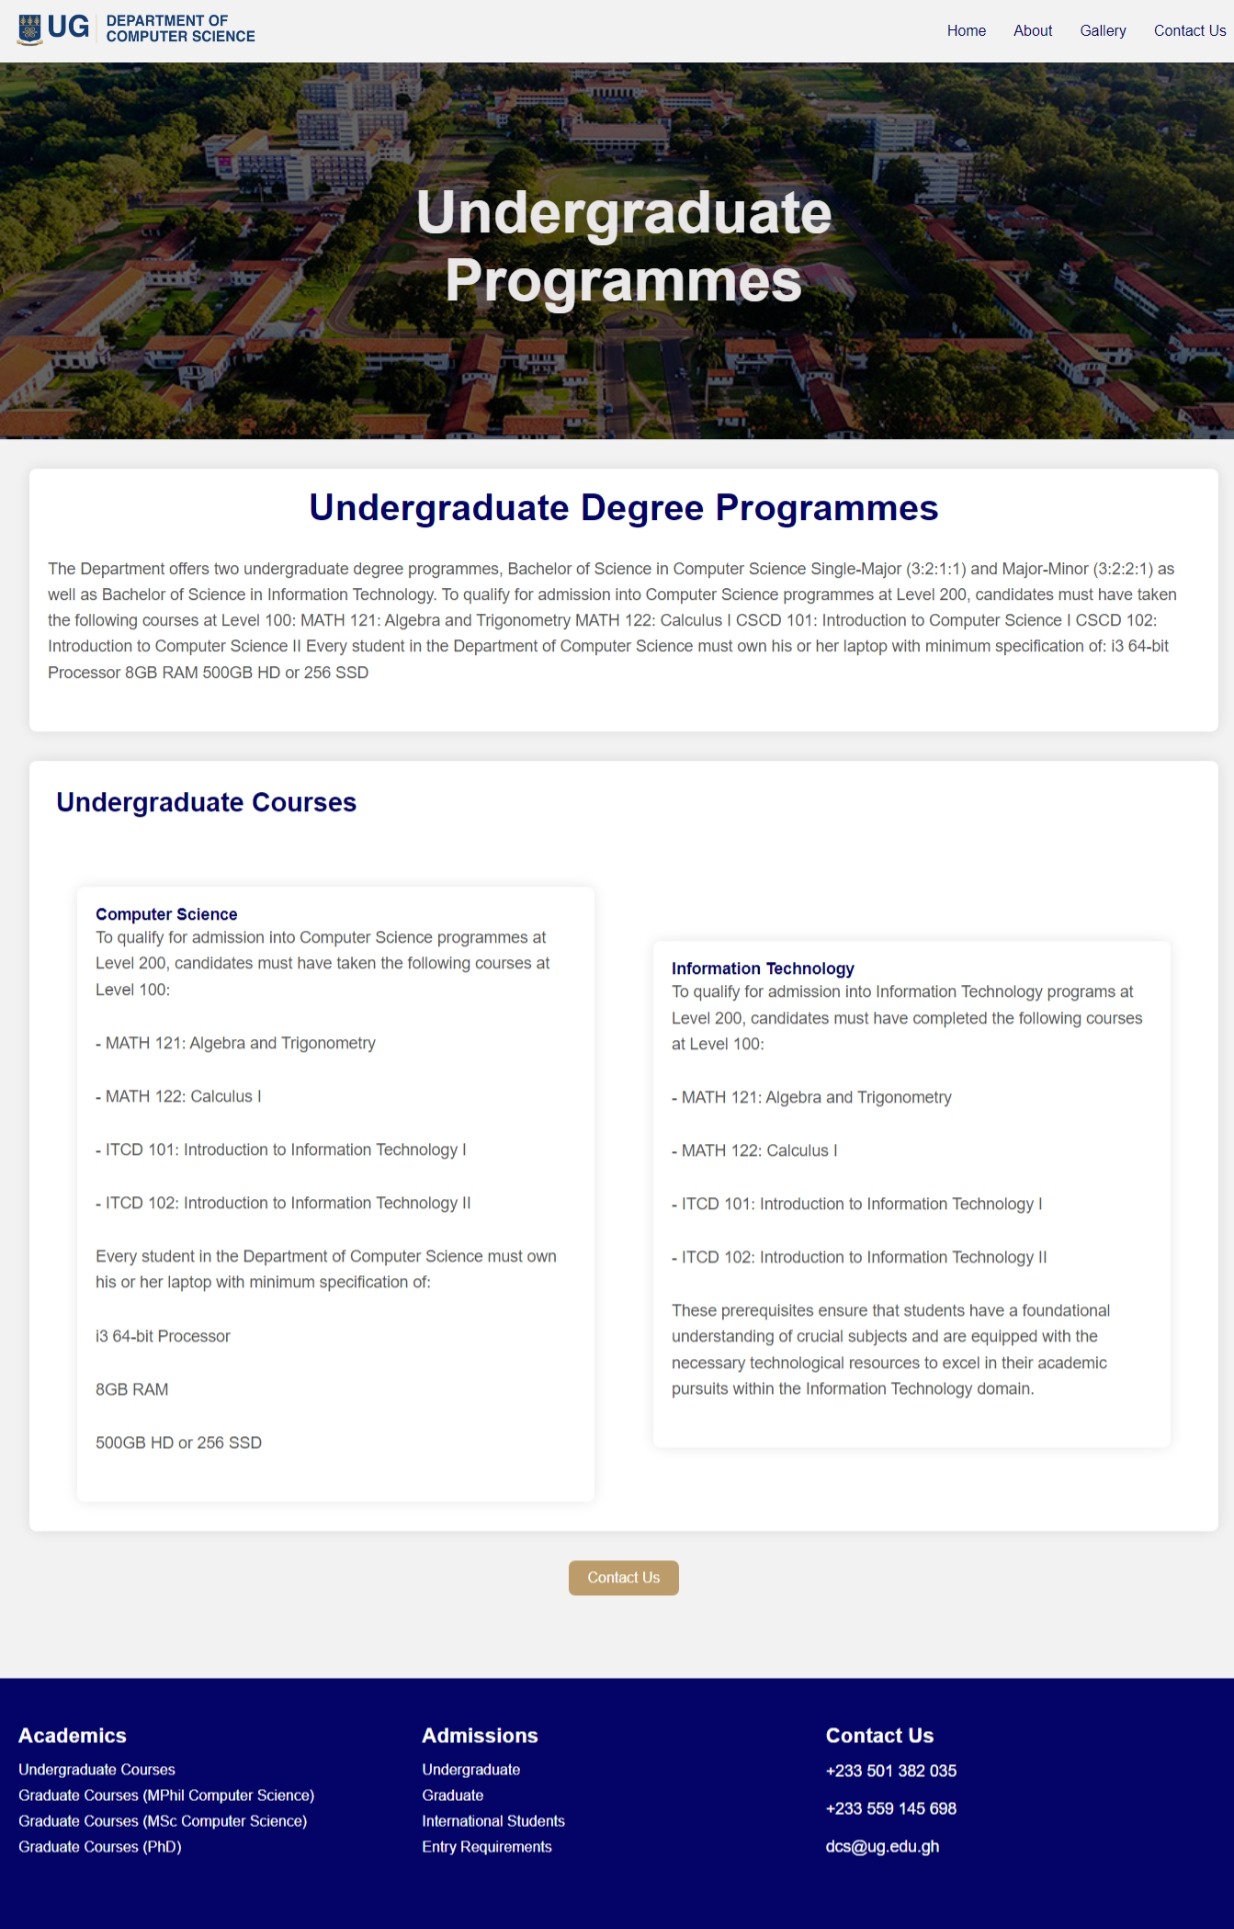 UG DEPARTMENT OF
COMPUTER SCIENCE
Home About Gallery Contact Us
Undergraduate
Programmes
Undergraduate Degree Programmes
The Department offers two undergraduate degree programmes, Bachelor of Science in Computer Science Single-Major (3:2:1:1) and Major-Minor (3:2:2:1) as
well as Bachelor of Science in Information Technology. To qualify for admission into Computer Science programmes at Level 200, candidates must have taken
the following courses at Level 100: MATH 121: Algebra and Trigonometry MATH 122: Calculus I CSCD 101: Introduction to Computer Science I CSCD 102:
Introduction to Computer Science II Every student in the Department of Computer Science must own his or her laptop with minimum specification of: i3 64-bit
Processor 8GB RAM 500GB HD or 256 SSD
Undergraduate Courses
Computer Science
To qualify for admission into Computer Science programmes at
Level 200, candidates must have taken the following courses at
Level 100:
- MATH 121: Algebra and Trigonometry
- MATH 122: Calculus I
- ITCD 101: Introduction to Information Technology I
- ITCD 102: Introduction to Information Technology II
Every student in the Department of Computer Science must own
his or her laptop with minimum specification of:
i3 64-bit Processor
8GB RAM
500GB HD or 256 SSD
Information Technology
To qualify for admission into Information Technology programs at
Level 200, candidates must have completed the following courses
at Level 100:
- MATH 121: Algebra and Trigonometry
- MATH 122: Calculus I
- ITCD 101: Introduction to Information Technology I
- ITCD 102: Introduction to Information Technology II
These prerequisites ensure that students have a foundational
understanding of crucial subjects and are equipped with the
necessary technological resources to excel in their academic
pursuits within the Information Technology domain.
Contact Us
Academics
Undergraduate Courses
Graduate Courses (MPhil Computer Science)
Graduate Courses (MSc Computer Science)
Graduate Courses (PhD)
Admissions
Undergraduate
Graduate
International Students
Entry Requirements
Contact Us
+233 501 382 035
+233 559 145 698
dcs@ug.edu.gh